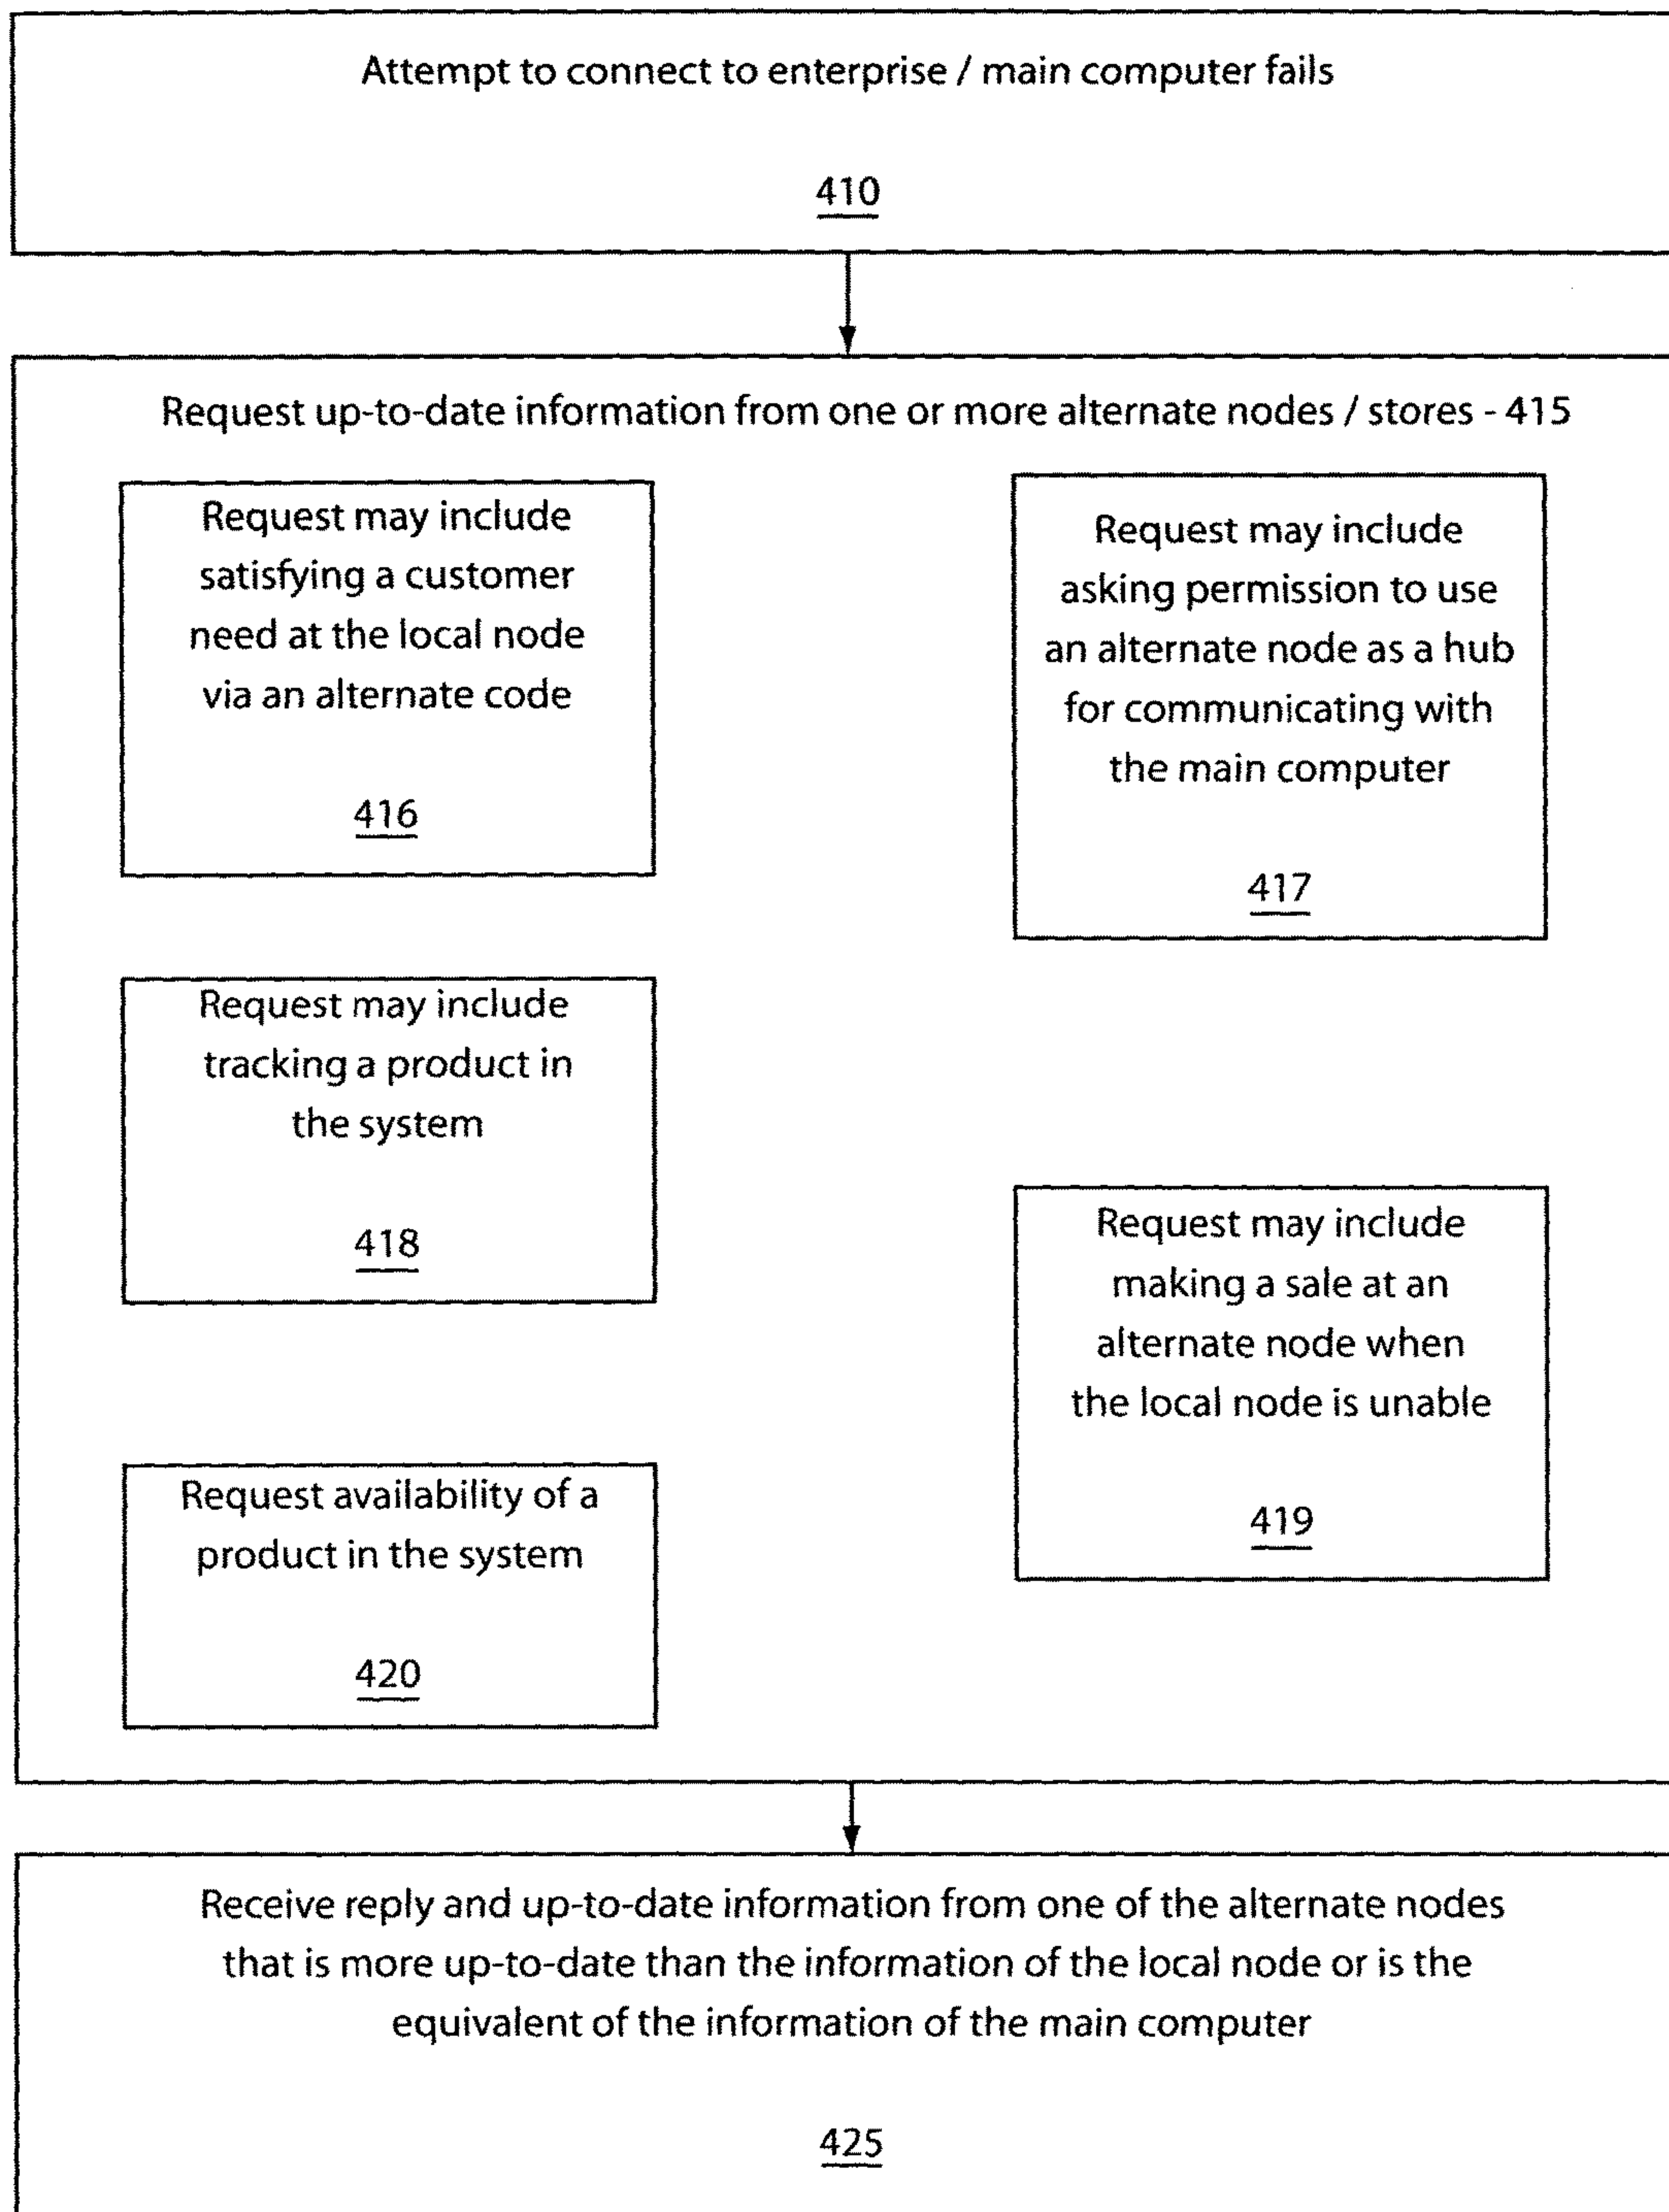 Attempt to connect to enterprise / main computer fails
410
Request up-to-date information from one or more alternate nodes / stores - 415
Request may include
satisfying a customer
need at the local node
via an alternate code
416
Request may include
asking permission to use
an alternate node as a hub
for communicating with
the main computer
417
Request may include
tracking a product in
the system
418
Request may include
making a sale at an
alternate node when
the local node is unable
419
Request availability of a
product in the system
420
Receive reply and up-to-date information from one of the alternate nodes
that is more up-to-date than the information of the local node or is the
equivalent of the information of the main computer
425